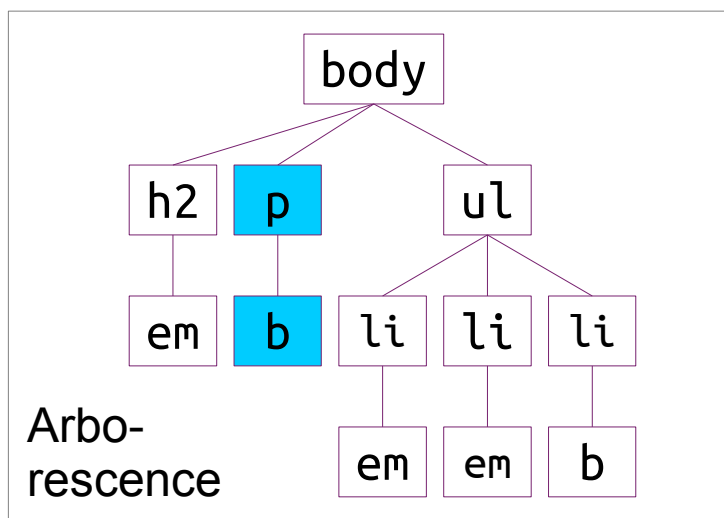 body
h2 p ul
em b li li li
em em b
Arbo-
rescence